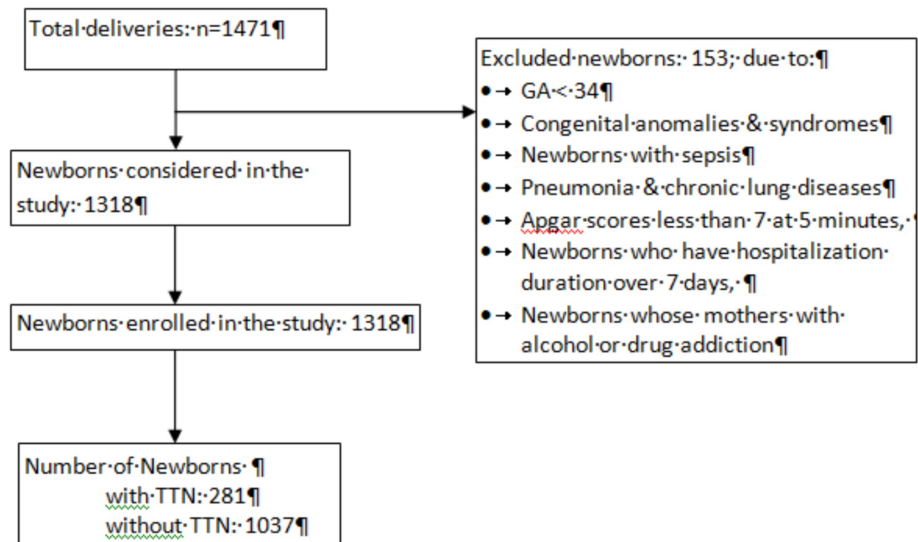 Total deliveries: n=1471¶
Excluded newborns: 153; due to:¶
●→ GA < 34¶
●→ Congenital anomalies & syndromes¶
●→ Newborns with sepsis¶
●→ Pneumonia & chronic lung diseases¶
●→ Apgar scores less than 7 at 5 minutes,
●→ Newborns who have hospitalization
duration over 7 days, ¶
●→ Newborns whose mothers with
alcohol or drug addiction¶
Newborns considered in the
study: 1318¶
Newborns enrolled in the study: 1318¶
Number of Newborns ¶
with TTN: 281¶
without TTN: 1037¶